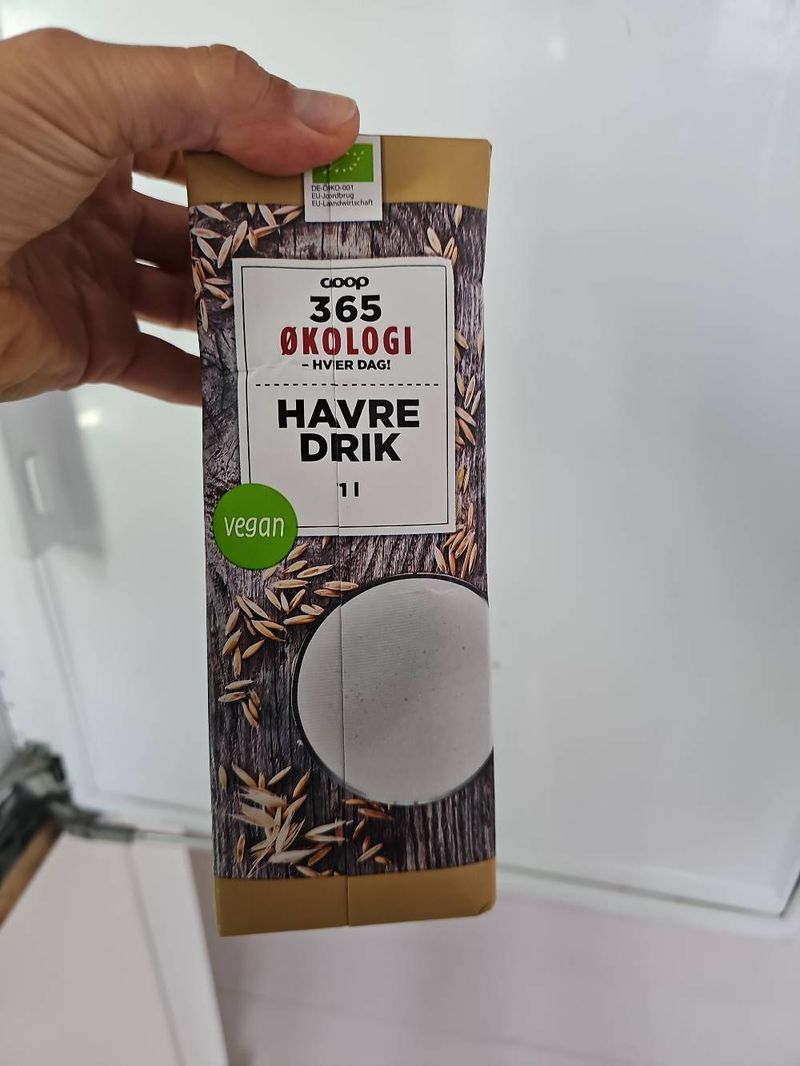 DE-ØKO-001
EU-Jordbrug
EU-Landwirtschaft
coop
365
ØKOLOGI
– HVER DAG!
HAVRE
DRIK
1 l
vegan